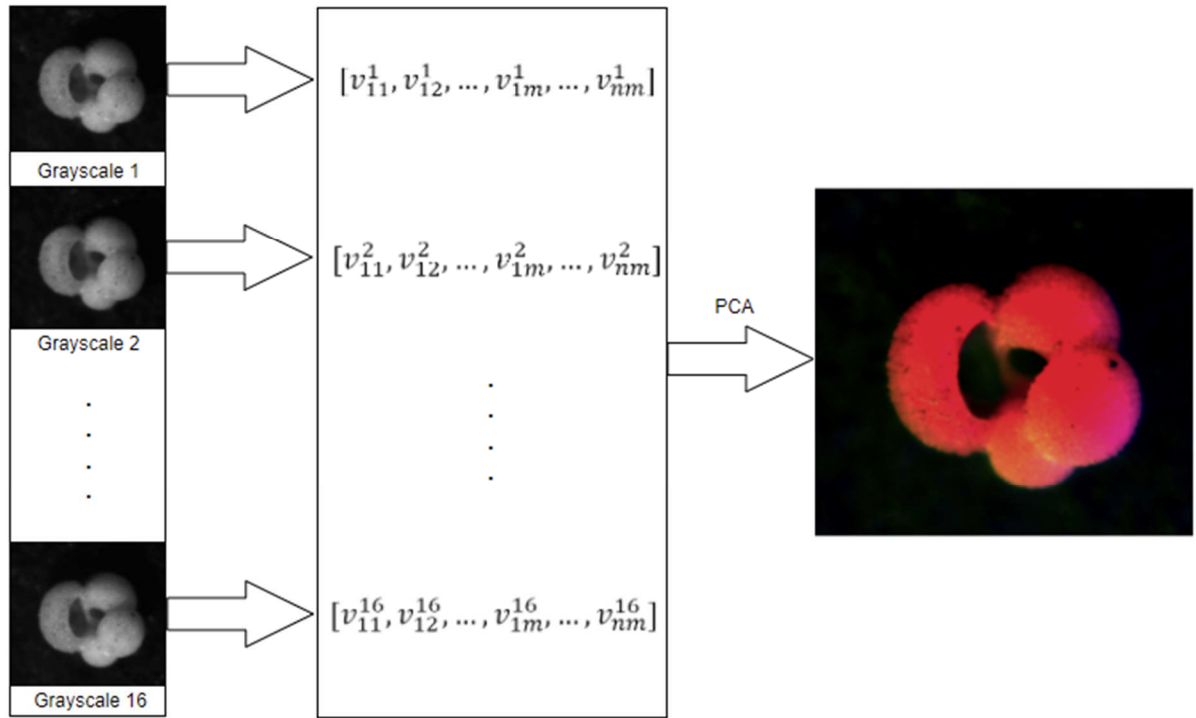 Grayscale 1
Grayscale 2
.
.
.
.
Grayscale 16
[v¹₁₁, v¹₁₂, ..., v¹₁ₘ, ..., v¹ₙₘ]
[v²₁₁, v²₁₂, ..., v²₁ₘ, ..., v²ₙₘ]
.
.
.
.
[v¹⁶₁₁, v¹⁶₁₂, ..., v¹⁶₁ₘ, ..., v¹⁶ₙₘ]
PCA